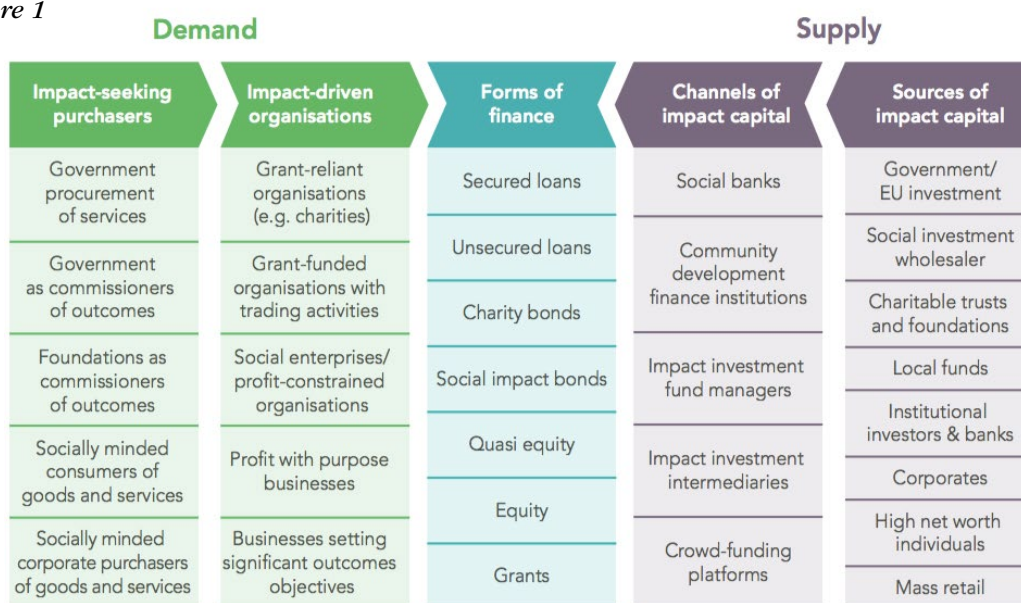 re 1
Demand
Supply
Impact-seeking
purchasers
Government
procurement
of services
Government
as commissioners
of outcomes
Foundations as
commissioners
of outcomes
Socially minded
consumers of
goods and services
Socially minded
corporate purchasers
of goods and services
Impact-driven
organisations
Grant-reliant
organisations
(e.g. charities)
Grant-funded
organisations with
trading activities
Social enterprises/
profit-constrained
organisations
Profit with purpose
businesses
Businesses setting
significant outcomes
objectives
Forms of
finance
Secured loans
Unsecured loans
Charity bonds
Social impact bonds
Quasi equity
Equity
Grants
Channels of
impact capital
Social banks
Community
development
finance institutions
Impact investment
fund managers
Impact investment
intermediaries
Crowd-funding
platforms
Sources of
impact capital
Government/
EU investment
Social investment
wholesaler
Charitable trusts
and foundations
Local funds
Institutional
investors & banks
Corporates
High net worth
individuals
Mass retail